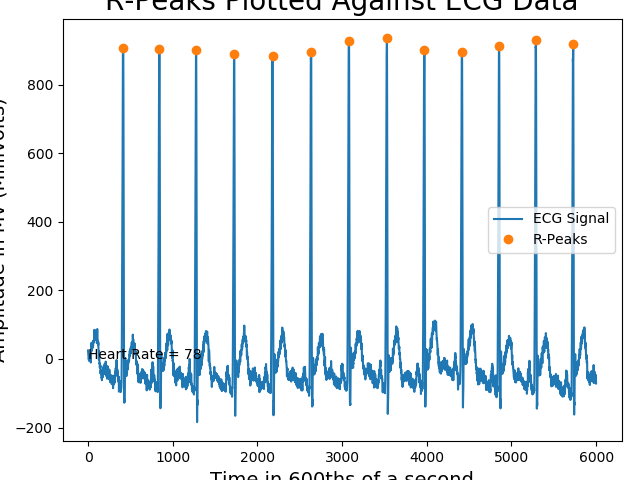 R-Peaks Plotted Against ECG Data
Amplitude in MV (MilliVolts)
800
600
400
200
0
−200
Heart Rate = 78
ECG Signal
R-Peaks
0 1000 2000 3000 4000 5000 6000
Time in 600ths of a second